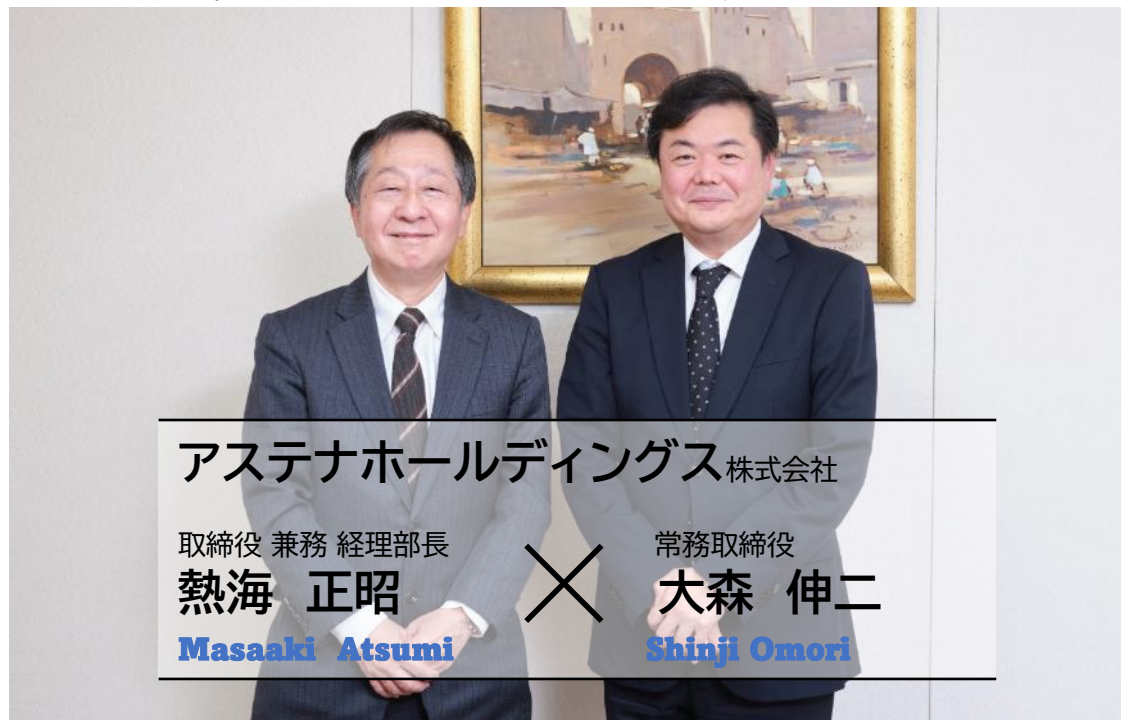 アステナホールディングス株式会社
取締役 兼務 経理部長
熱海 正昭
Masaaki Atsumi
×
常務取締役
大森 伸二
Shinji Omori